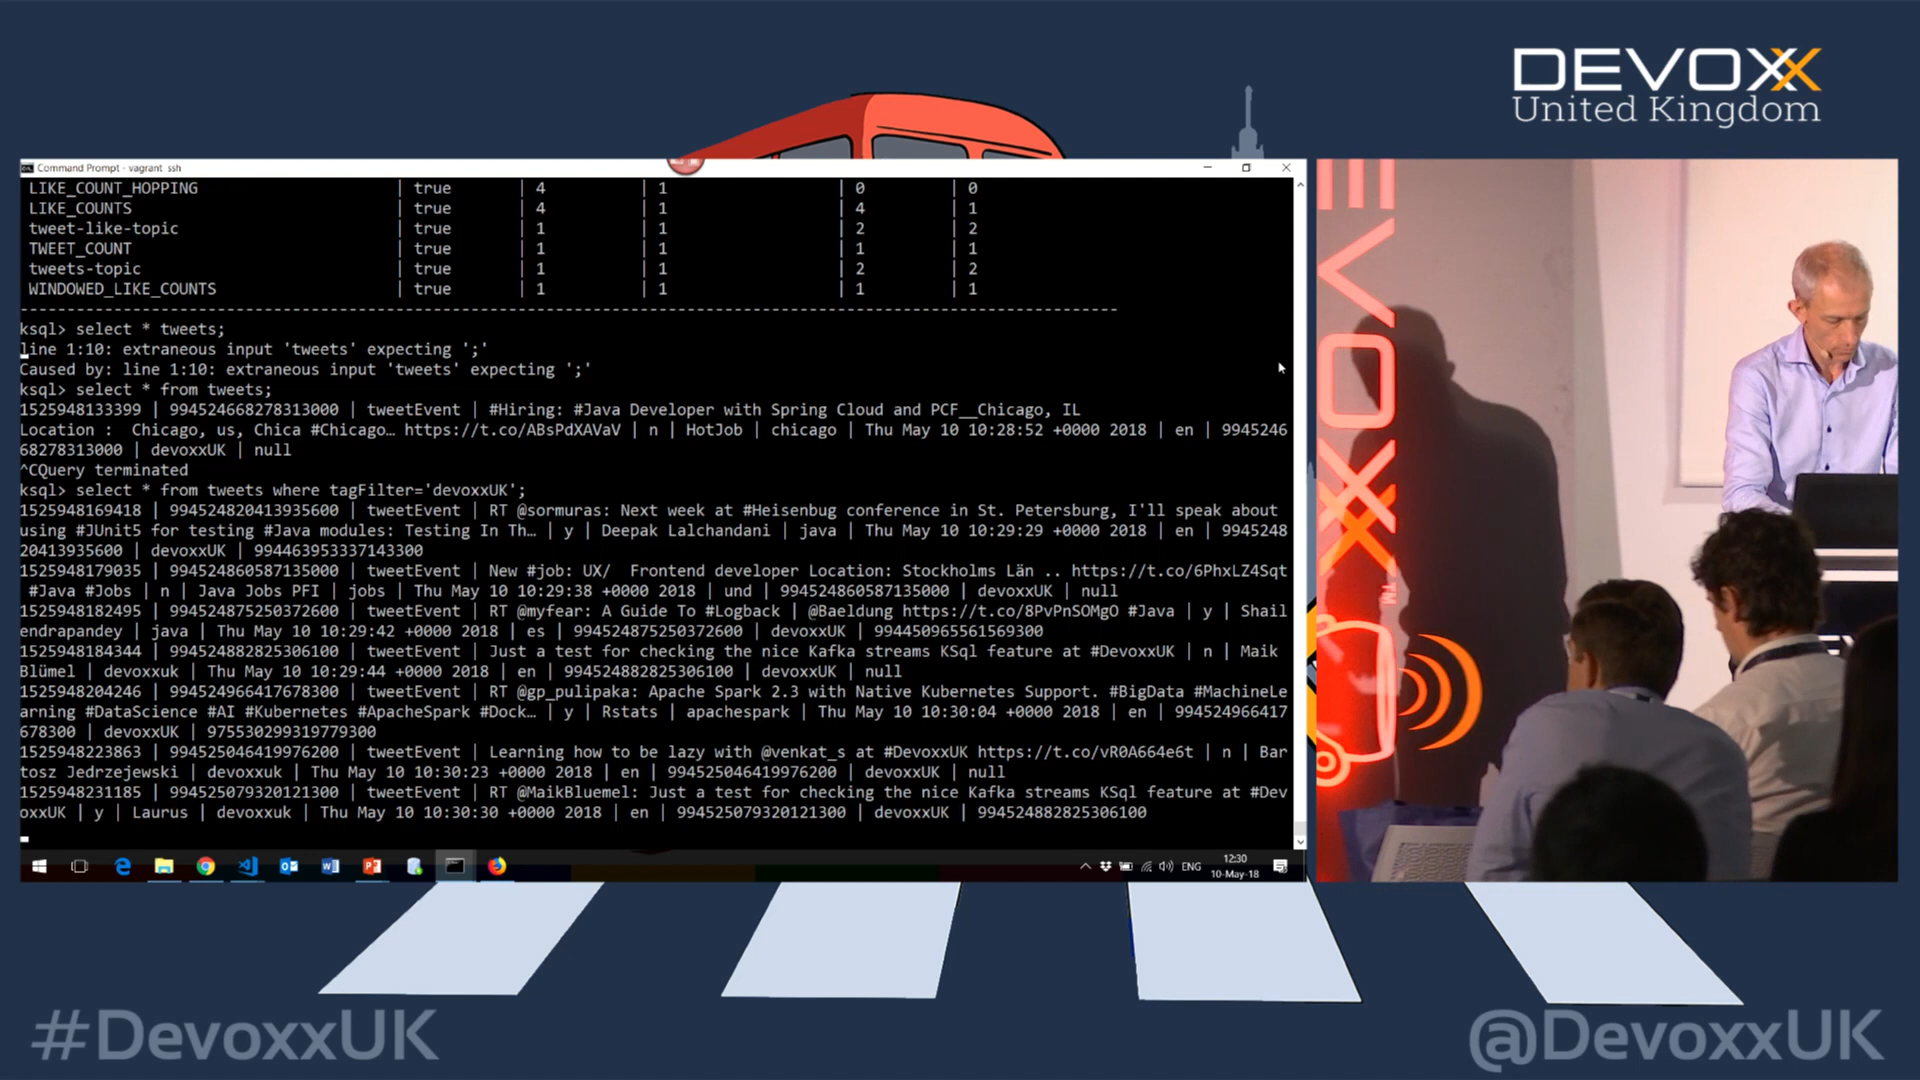 DEVOXX
United Kingdom
Command Prompt - vagrant ssh
LIKE_COUNT_HOPPING | true | 4 | 1 | 0 | 0
LIKE_COUNTS | true | 4 | 1 | 4 | 1
tweet-like-topic | true | 1 | 1 | 2 | 2
TWEET_COUNT | true | 1 | 1 | 1 | 1
tweets-topic | true | 1 | 1 | 2 | 2
WINDOWED_LIKE_COUNTS | true | 1 | 1 | 1 | 1
ksql> select * tweets;
line 1:10: extraneous input 'tweets' expecting ';'
Caused by: line 1:10: extraneous input 'tweets' expecting ';'
ksql> select * from tweets;
1525948133399 | 994524668278313000 | tweetEvent | #Hiring: #Java Developer with Spring Cloud and PCF__Chicago, IL
Location :  Chicago, us, Chica #Chicago… https://t.co/ABsPdXAVaV | n | HotJob | chicago | Thu May 10 10:28:52 +0000 2018 | en | 9945246
68278313000 | devoxxUK | null
^CQuery terminated
ksql> select * from tweets where tagFilter='devoxxUK';
1525948169418 | 994524820413935600 | tweetEvent | RT @sormuras: Next week at #Heisenbug conference in St. Petersburg, I'll speak about
using #JUnit5 for testing #Java modules: Testing In Th… | y | Deepak Lalchandani | java | Thu May 10 10:29:29 +0000 2018 | en | 9945248
20413935600 | devoxxUK | 994463953337143300
1525948179035 | 994524860587135000 | tweetEvent | New #job: UX/  Frontend developer Location: Stockholms Län .. https://t.co/6PhxLZ4Sqt
#Java #Jobs | n | Java Jobs PFI | jobs | Thu May 10 10:29:38 +0000 2018 | und | 994524860587135000 | devoxxUK | null
1525948182495 | 994524875250372600 | tweetEvent | RT @myfear: A Guide To #Logback | @Baeldung https://t.co/8PvPnSOMgO #Java | y | Shail
endrapandey | java | Thu May 10 10:29:42 +0000 2018 | es | 994524875250372600 | devoxxUK | 994450965561569300
1525948184344 | 994524882825306100 | tweetEvent | Just a test for checking the nice Kafka streams KSql feature at #DevoxxUK | n | Maik
Blümel | devoxxuk | Thu May 10 10:29:44 +0000 2018 | en | 994524882825306100 | devoxxUK | null
1525948204246 | 994524966417678300 | tweetEvent | RT @gp_pulipaka: Apache Spark 2.3 with Native Kubernetes Support. #BigData #MachineLe
arning #DataScience #AI #Kubernetes #ApacheSpark #Dock… | y | Rstats | apachespark | Thu May 10 10:30:04 +0000 2018 | en | 994524966417
678300 | devoxxUK | 975530299319779300
1525948223863 | 994525046419976200 | tweetEvent | Learning how to be lazy with @venkat_s at #DevoxxUK https://t.co/vR0A664e6t | n | Bar
tosz Jedrzejewski | devoxxuk | Thu May 10 10:30:23 +0000 2018 | en | 994525046419976200 | devoxxUK | null
1525948231185 | 994525079320121300 | tweetEvent | RT @MaikBluemel: Just a test for checking the nice Kafka streams KSql feature at #Dev
oxxUK | y | Laurus | devoxxuk | Thu May 10 10:30:30 +0000 2018 | en | 994525079320121300 | devoxxUK | 994524882825306100
ENG
12:30
10-May-18
EVOXX™
#DevoxxUK
@DevoxxUK